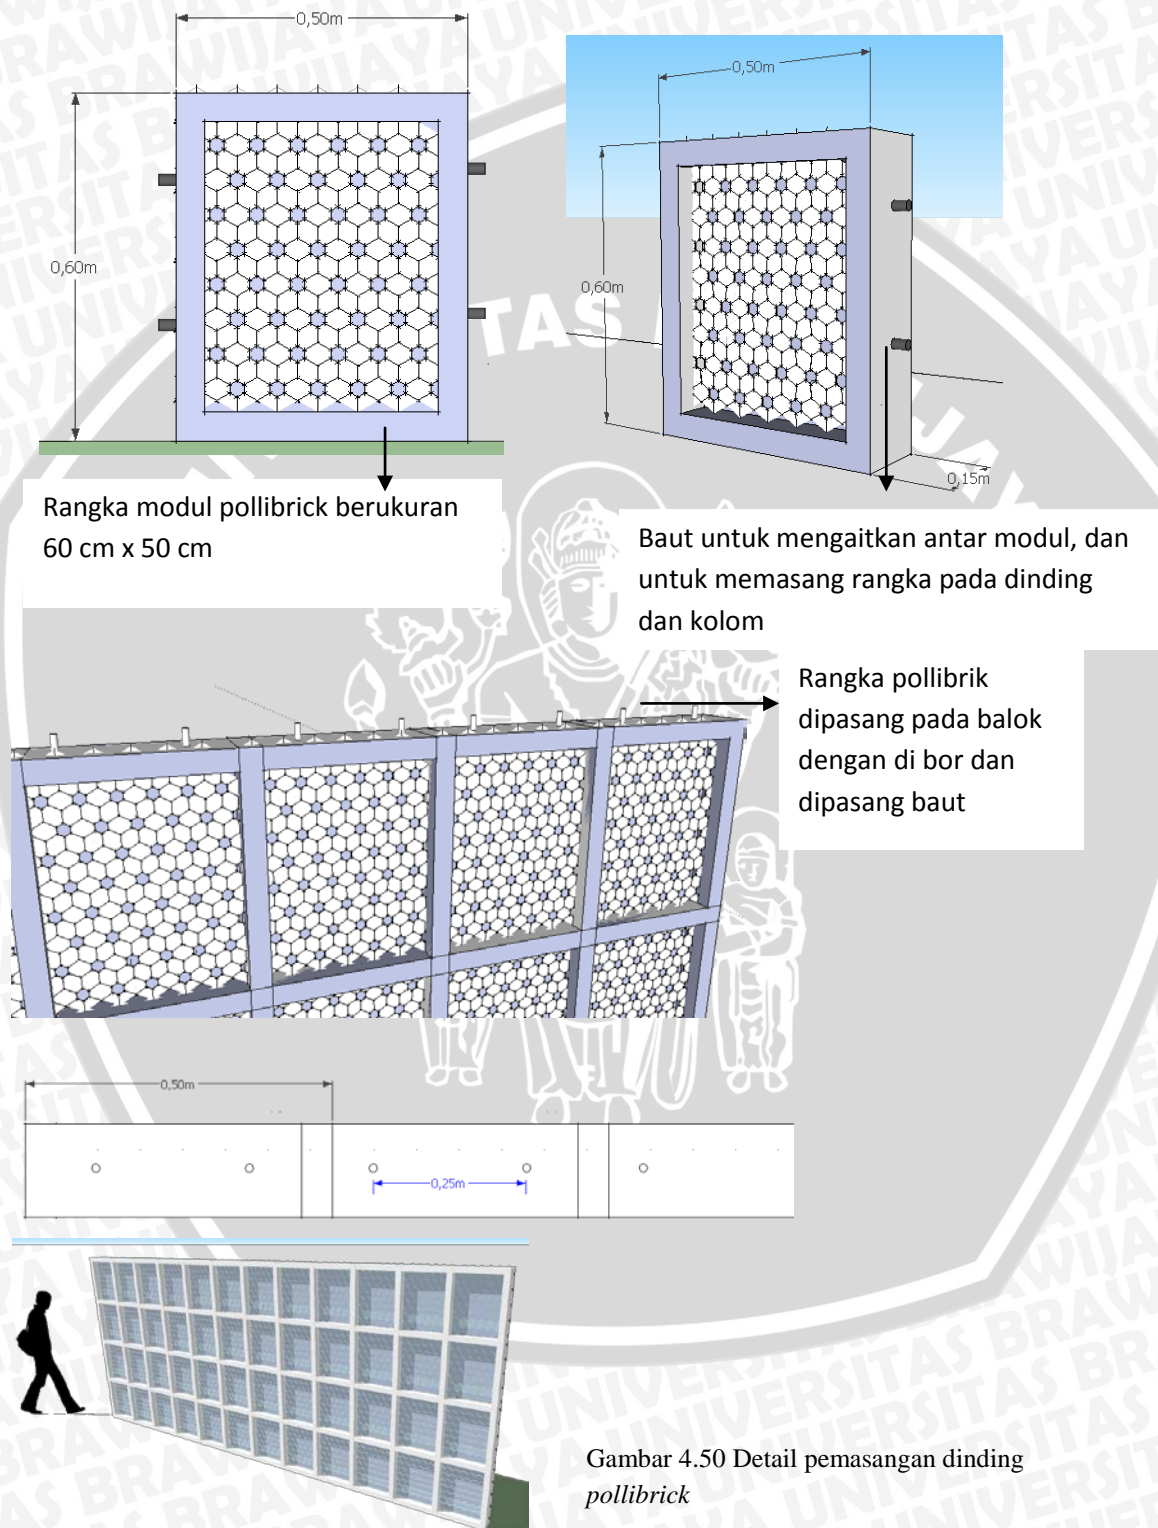 0,50m
0,50m
0,60m
0,60m
0,15m
Rangka modul pollibrick berukuran
60 cm x 50 cm
Baut untuk mengaitkan antar modul, dan
untuk memasang rangka pada dinding
dan kolom
Rangka pollibrik
dipasang pada balok
dengan di bor dan
dipasang baut
0,50m
0,25m
Gambar 4.50 Detail pemasangan dinding
pollibrick